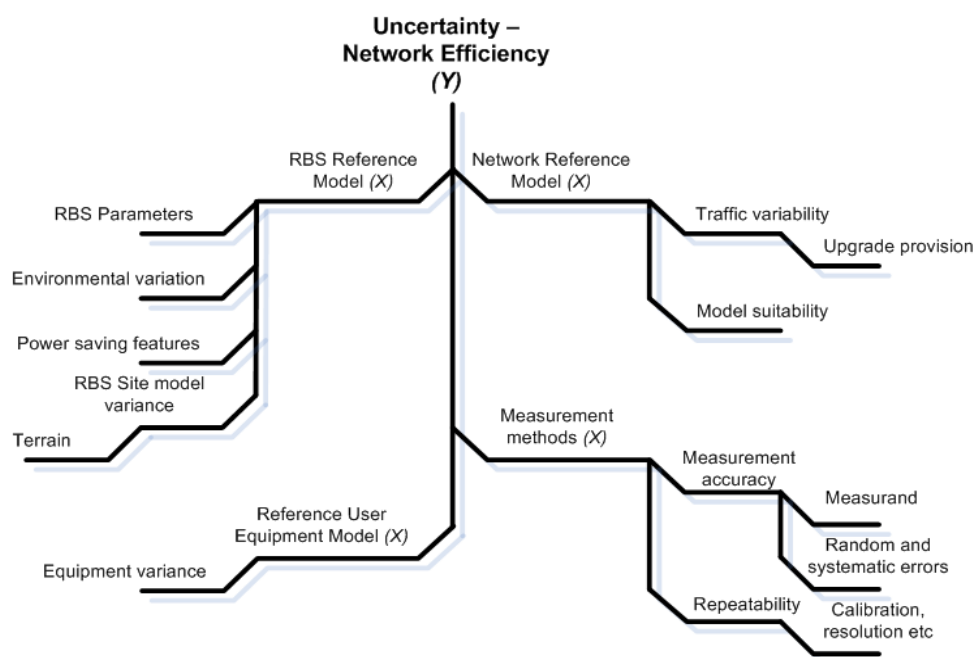 Uncertainty –
Network Efficiency
(Y)
RBS Reference
Model (X)
Network Reference
Model (X)
RBS Parameters
Traffic variability
Upgrade provision
Environmental variation
Model suitability
Power saving features
RBS Site model
variance
Terrain
Measurement
methods (X)
Measurement
accuracy
Measurand
Random and
systematic errors
Reference User
Equipment Model (X)
Equipment variance
Repeatability
Calibration,
resolution etc